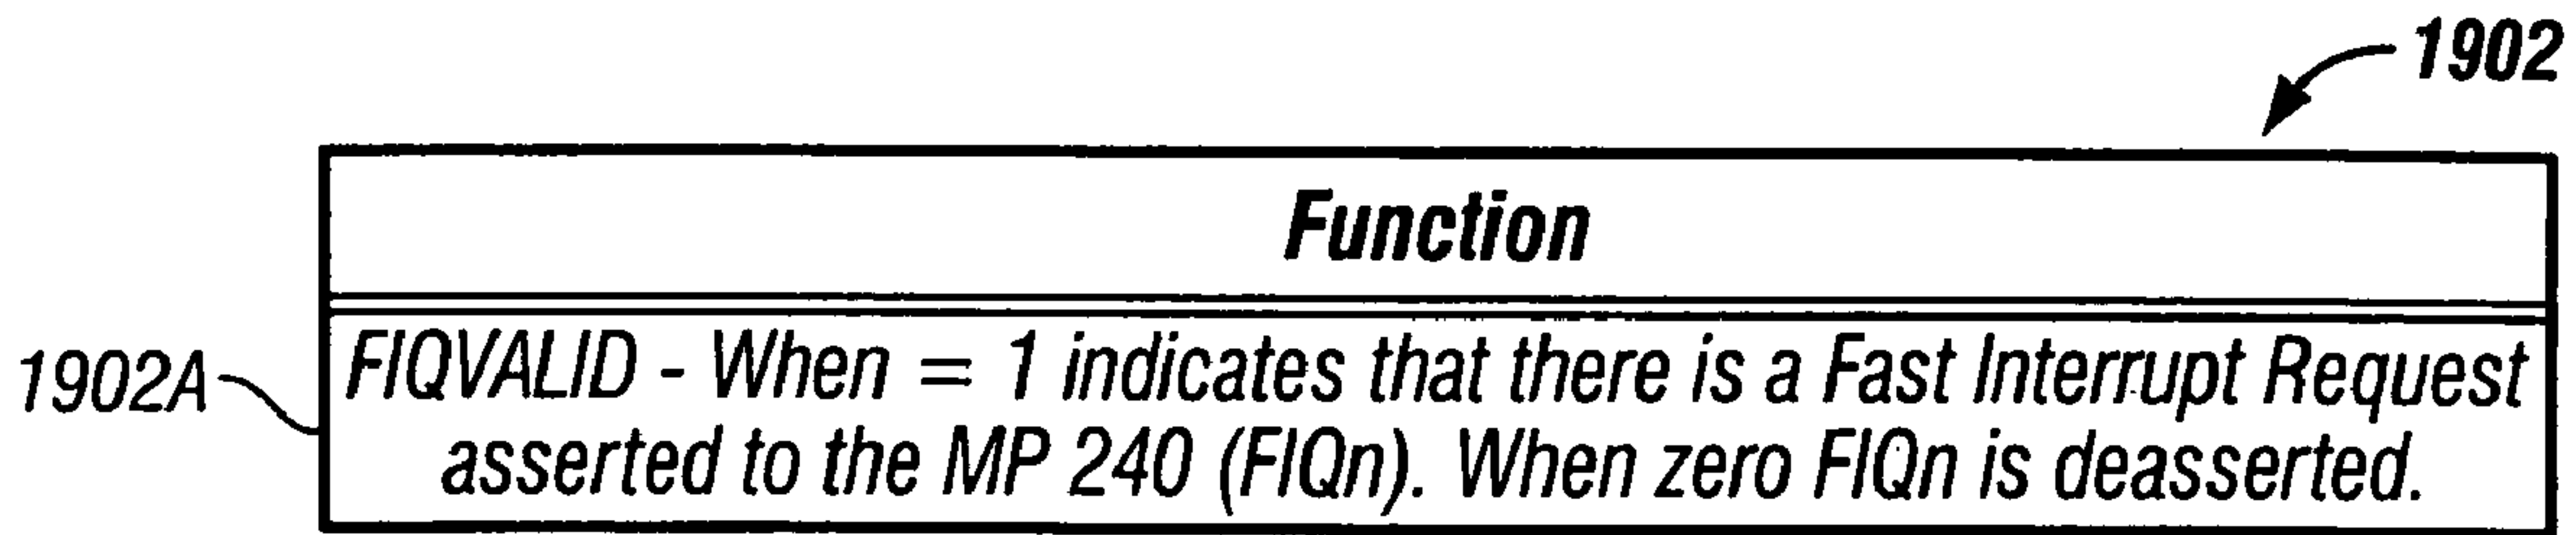 1902
Function
1902A
FIQVALID - When = 1 indicates that there is a Fast Interrupt Request
asserted to the MP 240 (FIQn). When zero FIQn is deasserted.